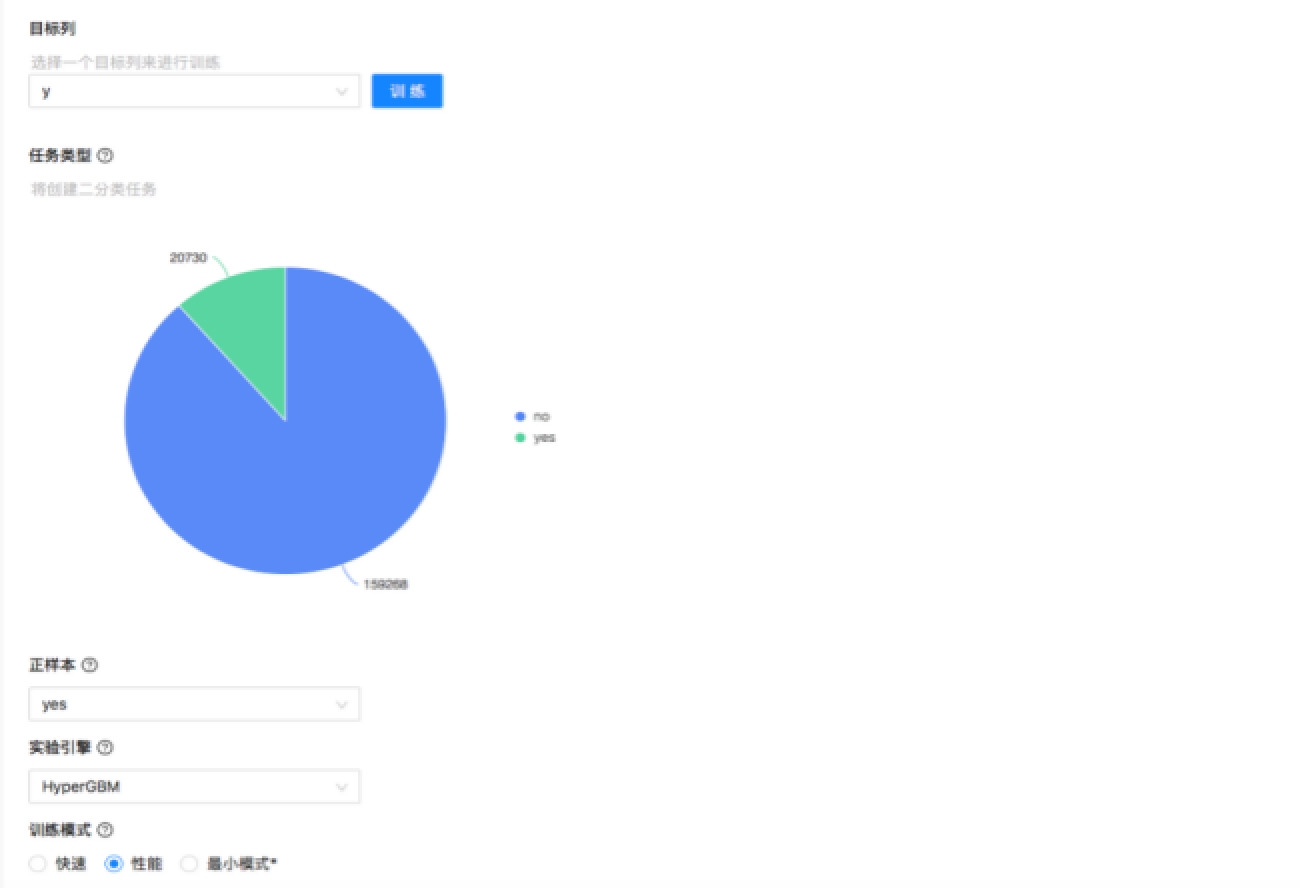 目标列
选择一个目标列来进行训练
y 训 练
任务类型 ?
将创建二分类任务
20730
no
yes
159268
正样本 ?
yes
实验引擎 ?
HyperGBM
训练模式 ?
快速 性能 最小模式*